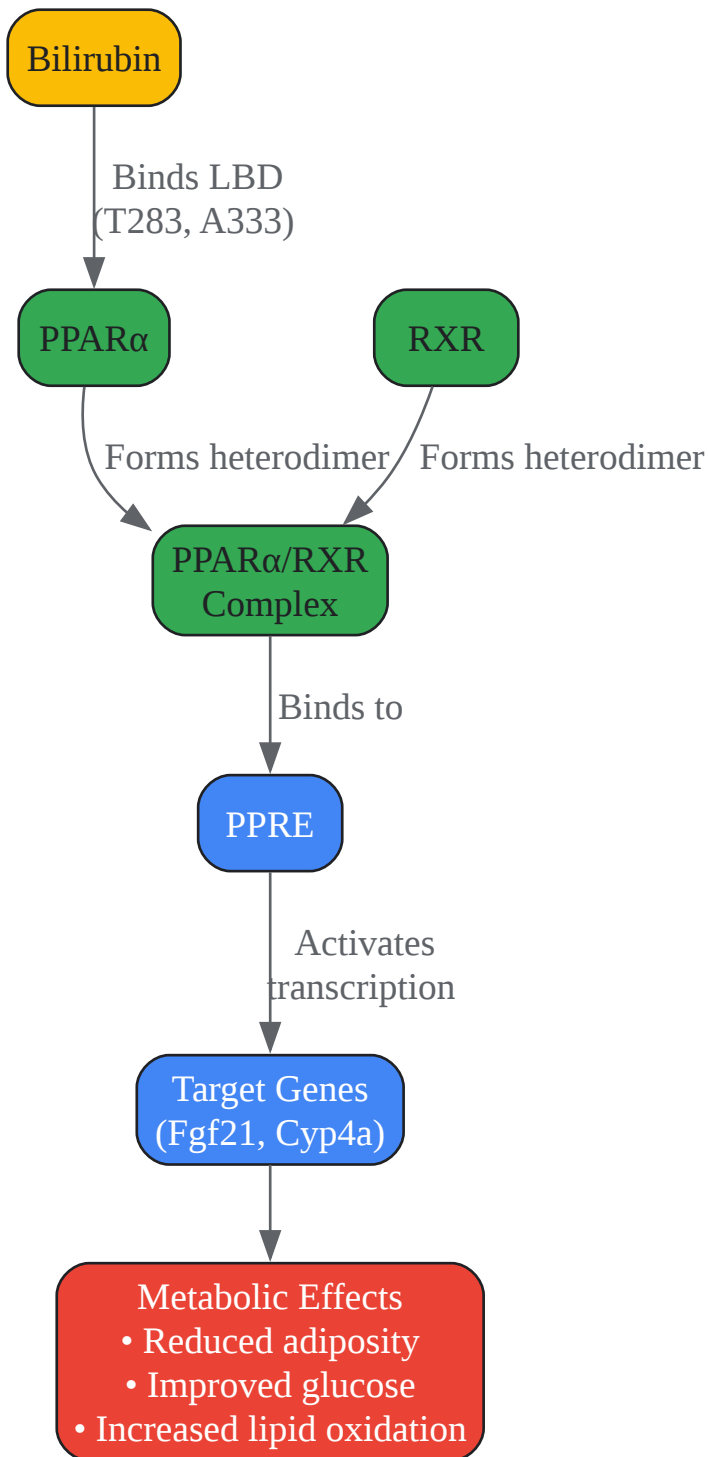 Bilirubin
Binds LBD
(T283, A333)
PPARα
RXR
Forms heterodimer
Forms heterodimer
PPARα/RXR
Complex
Binds to
PPRE
Activates
transcription
Target Genes
(Fgf21, Cyp4a)
Metabolic Effects
• Reduced adiposity
• Improved glucose
• Increased lipid oxidation